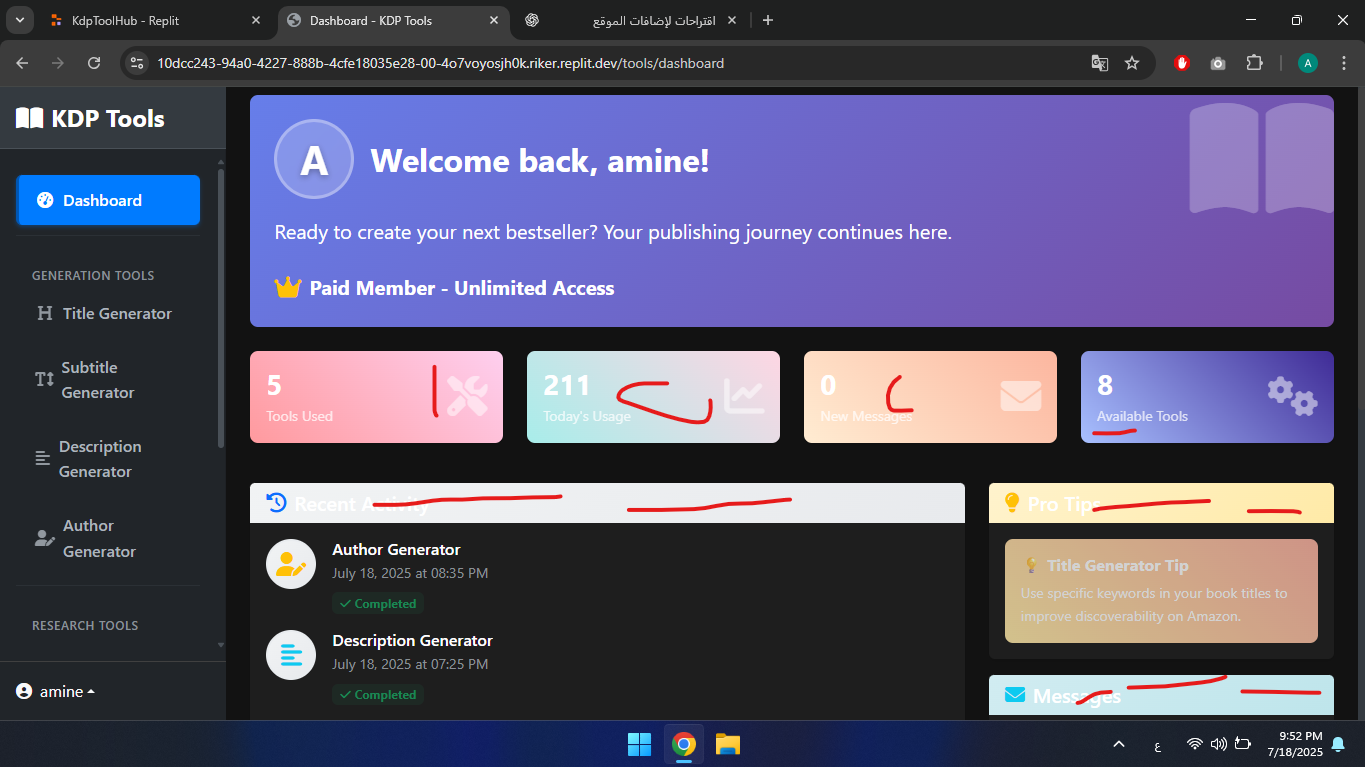 KdpToolHub - Replit
Dashboard - KDP Tools
اقتراحات لإضافات الموقع
10dcc243-94a0-4227-888b-4cfe18035e28-00-4o7voyosjh0k.riker.replit.dev/tools/dashboard
A
KDP Tools
Dashboard
GENERATION TOOLS
Title Generator
Subtitle
Generator
Description
Generator
Author
Generator
RESEARCH TOOLS
amine
A
Welcome back, amine!
Ready to create your next bestseller? Your publishing journey continues here.
Paid Member - Unlimited Access
5
Tools Used
211
Today's Usage
0
New Messages
8
Available Tools
Recent Activity
Author Generator
July 18, 2025 at 08:35 PM
Completed
Description Generator
July 18, 2025 at 07:25 PM
Completed
Pro Tips
Title Generator Tip
Use specific keywords in your book titles to
improve discoverability on Amazon.
Messages
ع
9:52 PM
7/18/2025